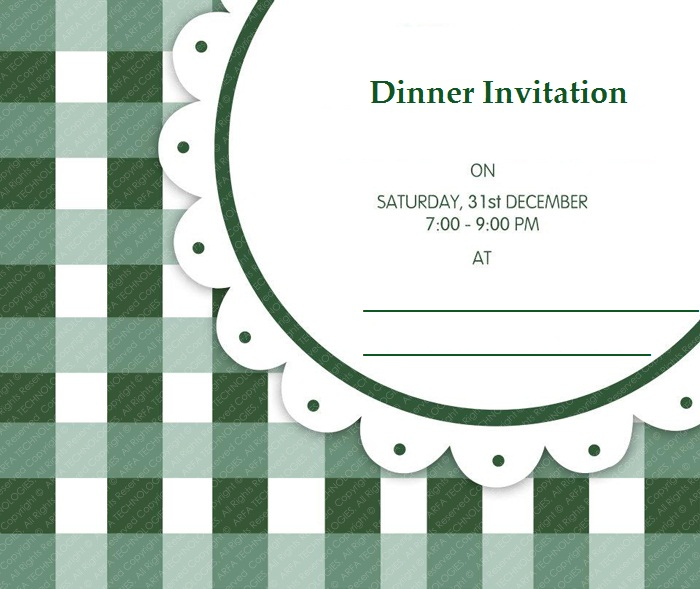 Dinner Invitation
ON
SATURDAY, 31st DECEMBER
7:00 - 9:00 PM
AT